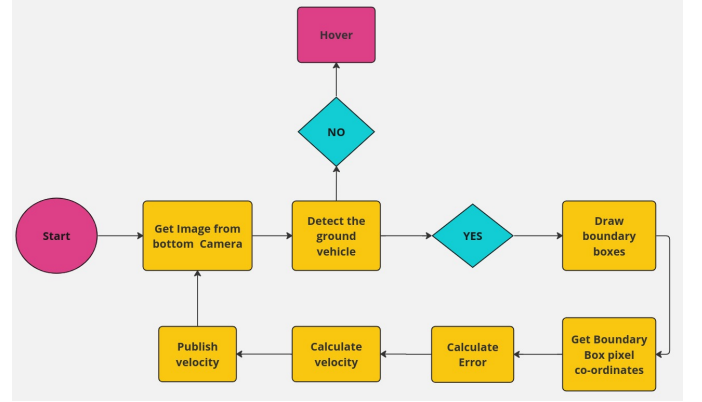 Hover
NO
Start
Get Image from
bottom Camera
Detect the
ground
vehicle
YES
Draw
boundary
boxes
Publish
velocity
Calculate
velocity
Calculate
Error
Get Boundary
Box pixel
co-ordinates